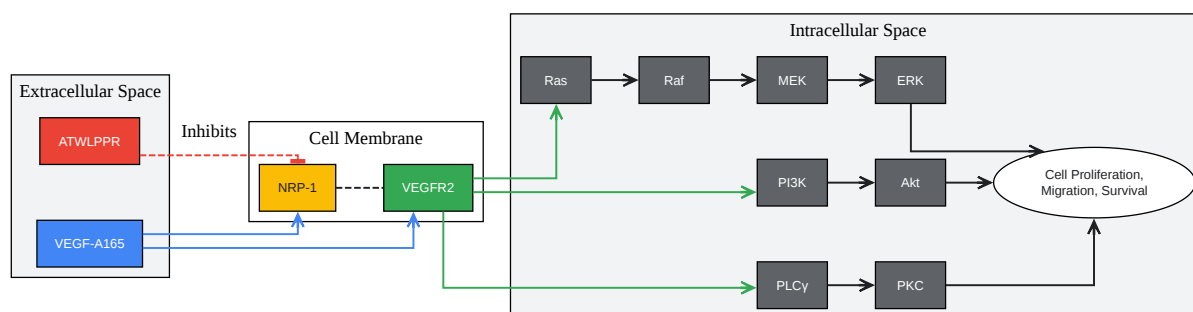 Intracellular Space
Extracellular Space
ATWLPPR
VEGF-A165
Inhibits
Cell Membrane
NRP-1
VEGFR2
Ras
Raf
MEK
ERK
PI3K
Akt
PLCγ
PKC
Cell Proliferation,
Migration, Survival